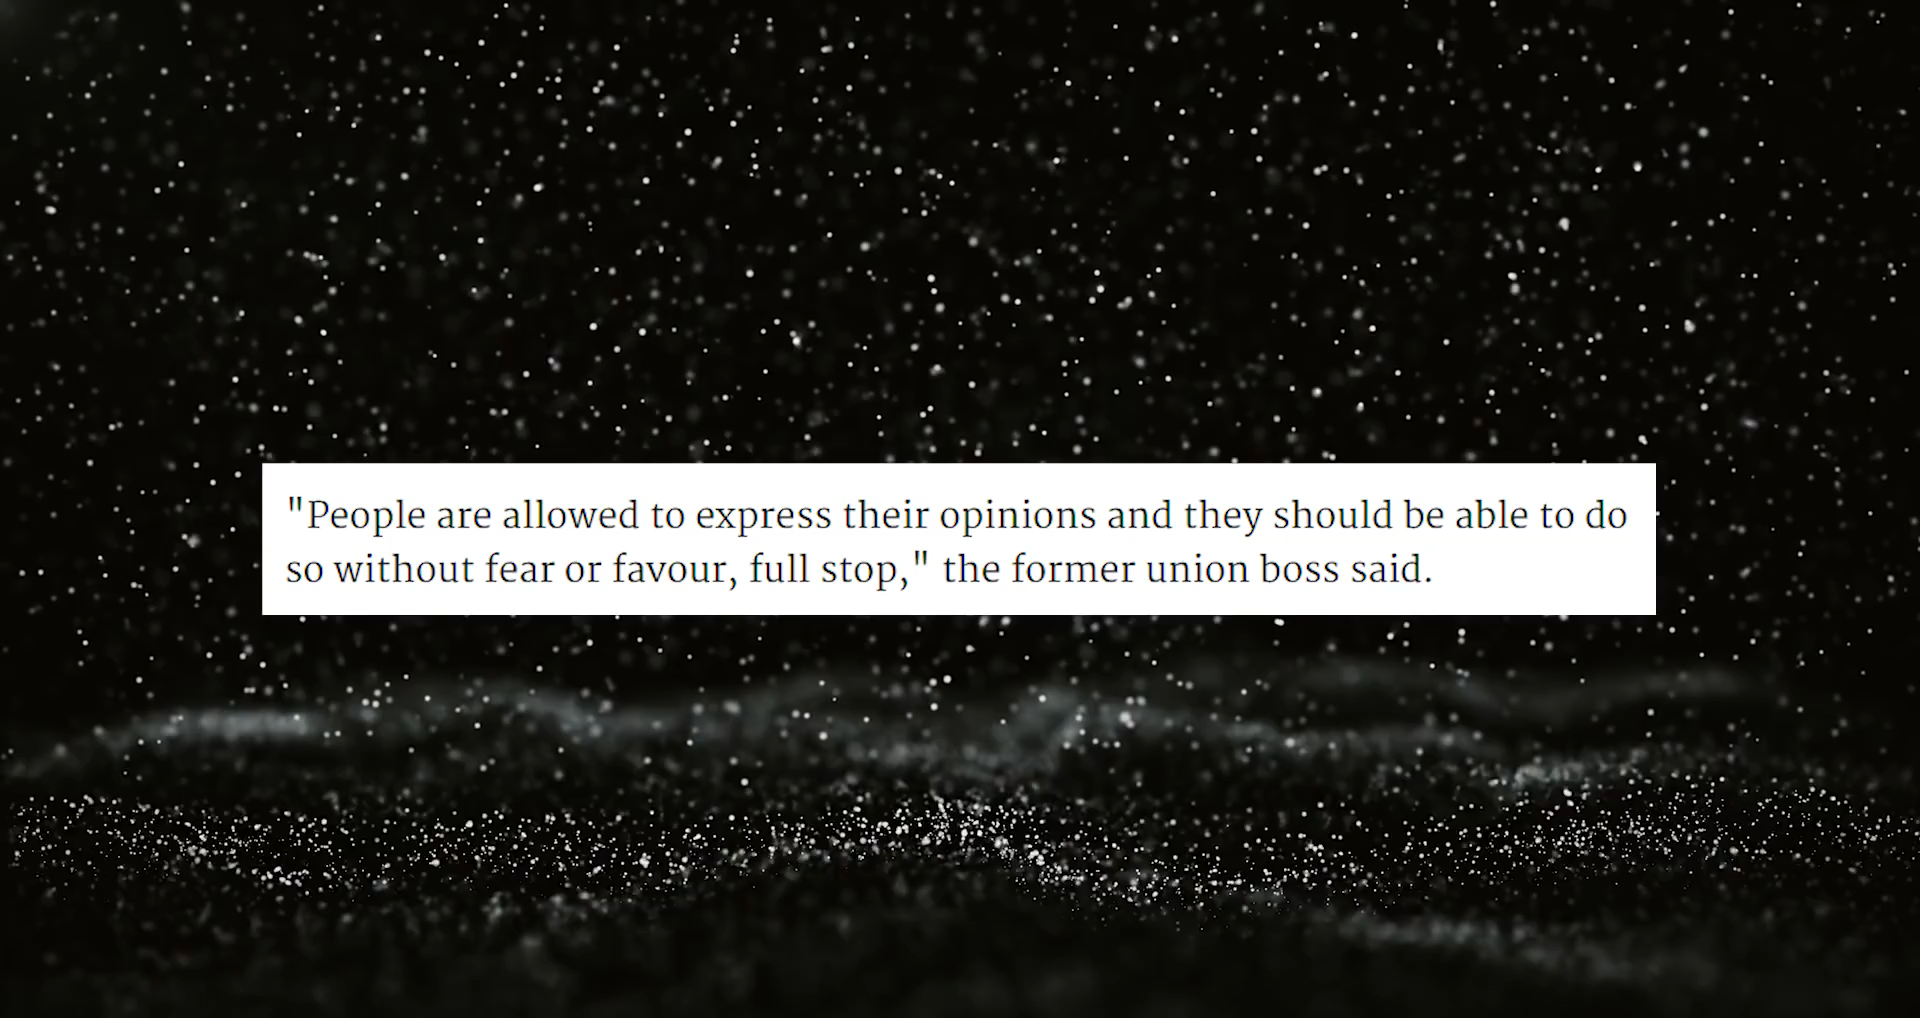 "People are allowed to express their opinions and they should be able to do
so without fear or favour, full stop," the former union boss said.